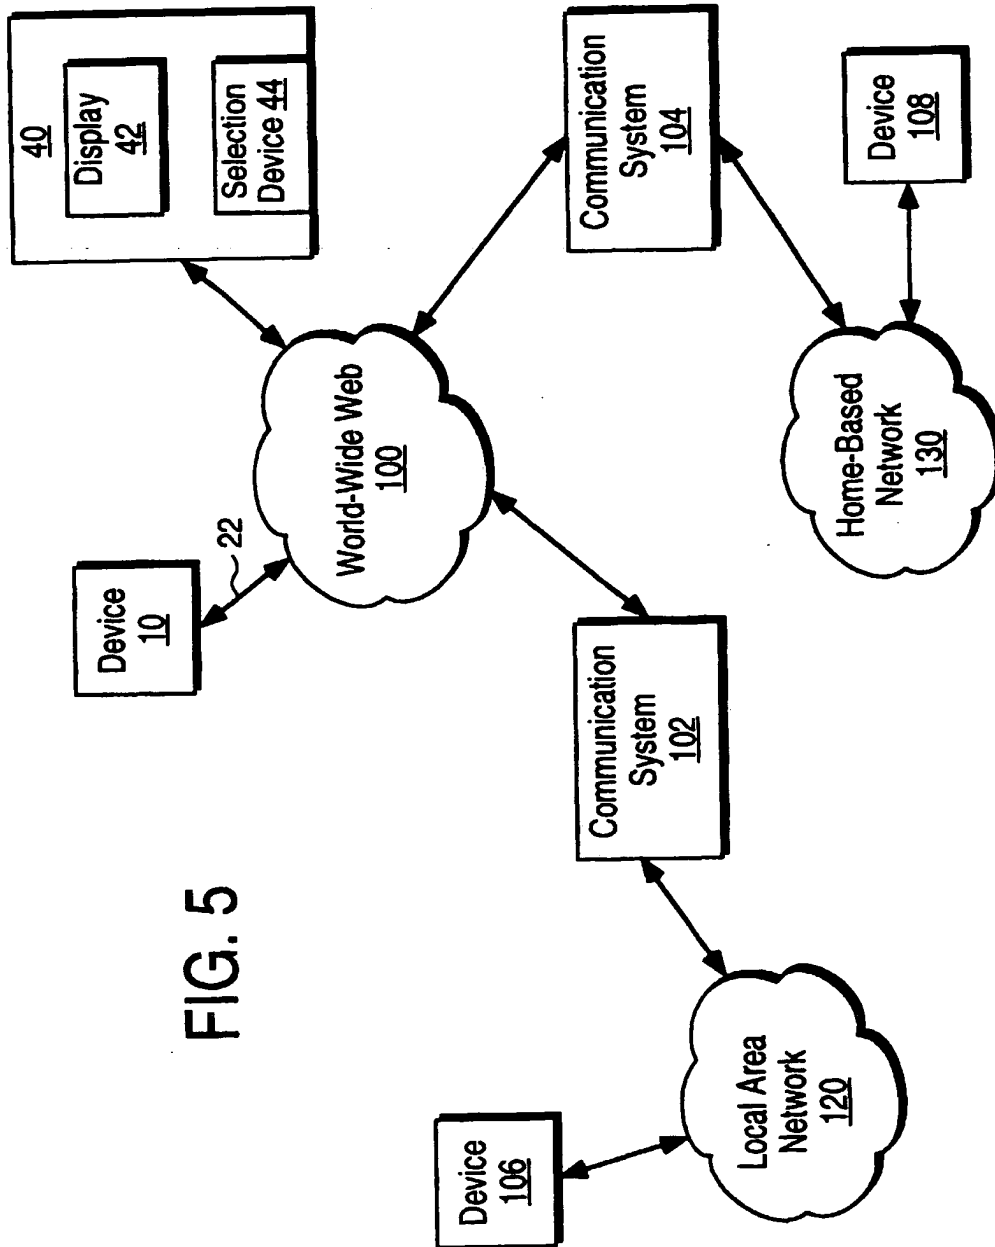 FIG. 5
Device
106
Local Area
Network
120
Communication
System
102
Device
10
22
World-Wide Web
100
40
Display
42
Selection
Device 44
Communication
System
104
Home-Based
Network
130
Device
108